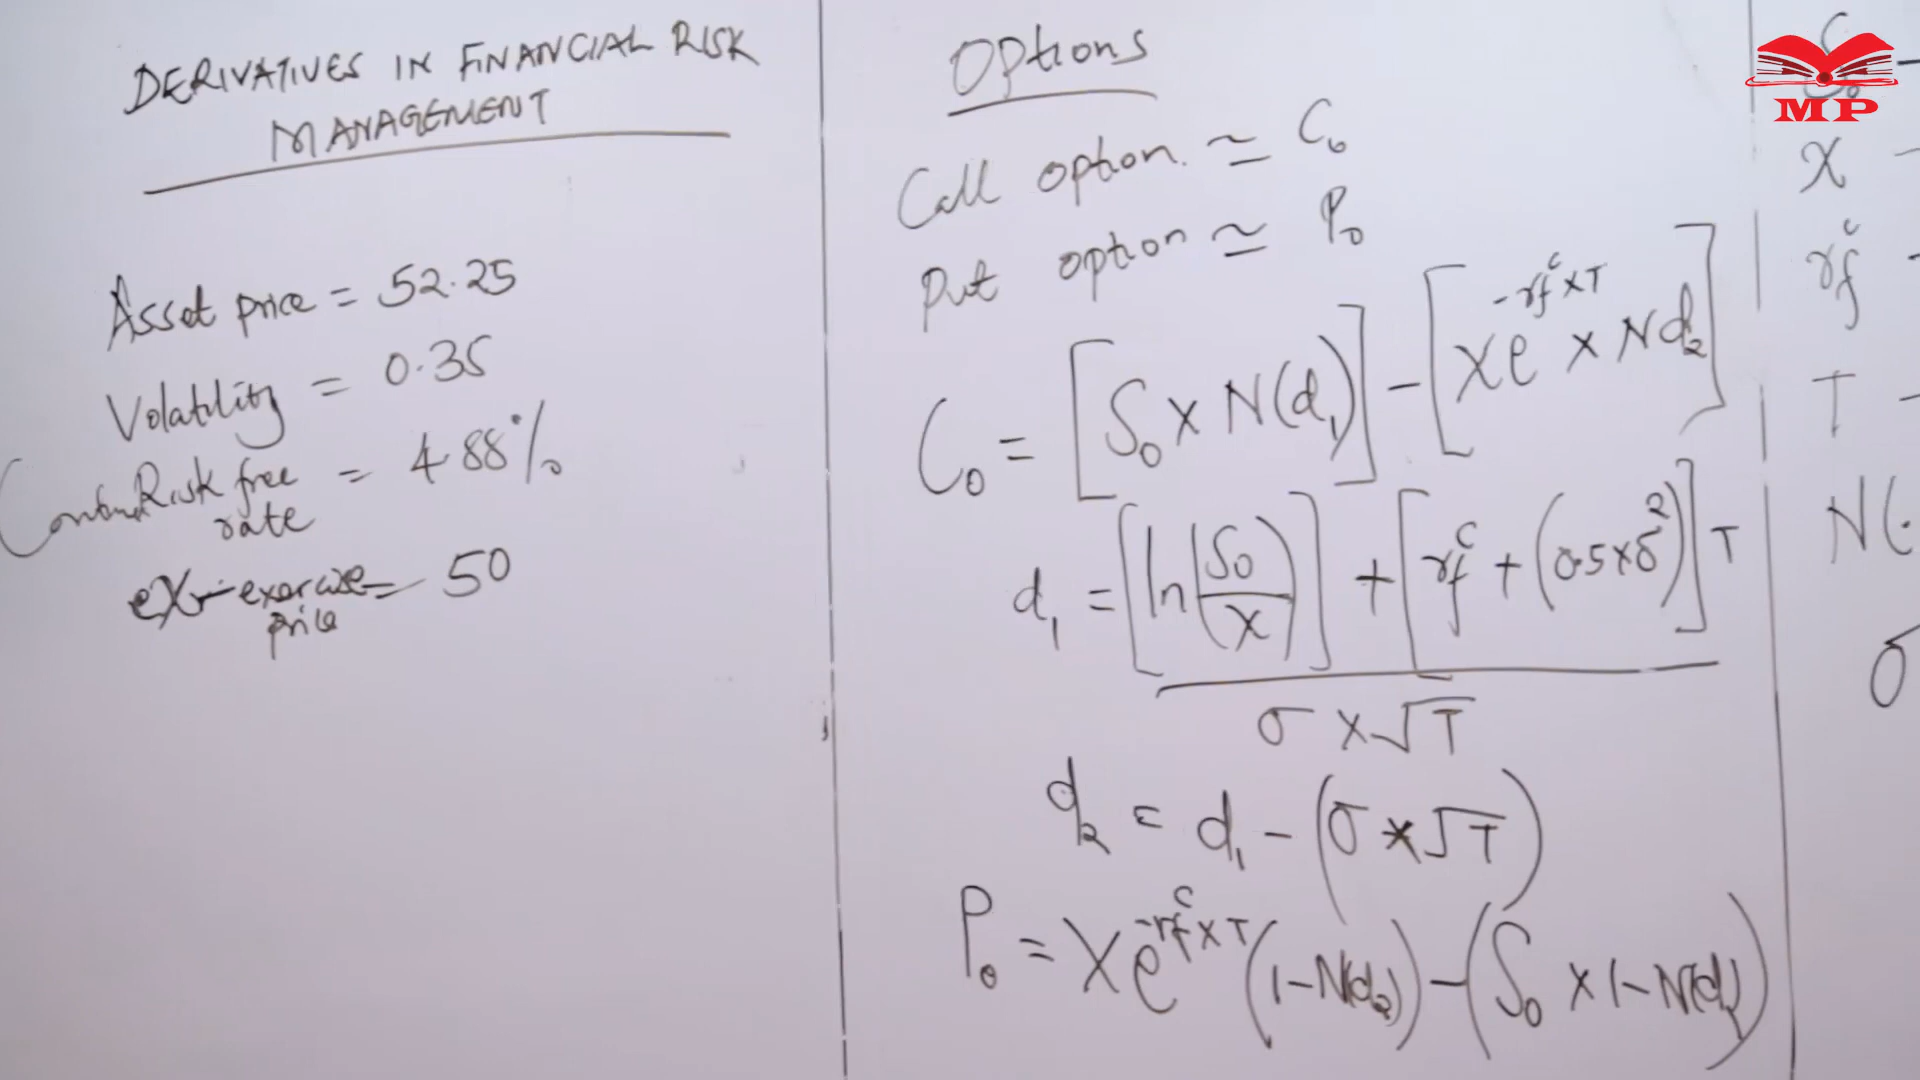 DERIVATIVES IN FINANCIAL RISK
MANAGEMENT
Asset price = 52.25
Volatility = 0.35
Risk free = 4.88%
rate
exercise = 50
price
Options
Call option ≃ C₀
Put option ≃ P₀
C₀ = [S₀ x N(d₁)] - [Xe^(-rf^c x T) x Nd₂]
d₁ = [ln(S₀/X)] + [rf^c + (0.5 x σ²)] T
σ x √T
d₂ = d₁ - (σ * √T)
P₀ = Xe^(-rf^c x T) (1-N(d₂)) - (S₀ x 1-N(d₁))
MP
X -
rf^c -
T -
N(.
σ